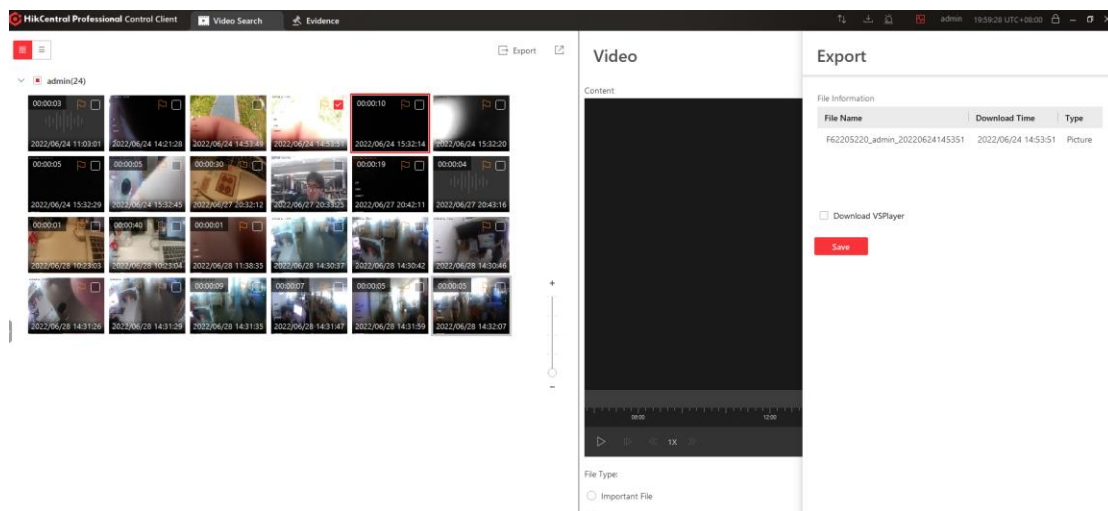 HikCentral Professional Control Client
Video Search
Evidence
admin
19:59:28 UTC+08:00
Export
Video
Export
admin(24)
Content
File Information
File Name
Download Time
Type
F62205220_admin_20220624145351
2022/06/24 14:53:51
Picture
00:00:03
00:00:10
2022/06/24 11:03:01
2022/06/24 14:21:28
2022/06/24 14:53:49
2022/06/24 14:53:51
2022/06/24 15:32:14
2022/06/24 15:32:20
00:00:05
00:00:05
00:00:30
00:00:19
00:00:04
2022/06/24 15:32:29
2022/06/24 15:32:45
2022/06/27 20:32:12
2022/06/27 20:33:25
2022/06/27 20:42:11
2022/06/27 20:43:16
Download VSPlayer
Save
00:00:01
00:00:40
00:00:01
2022/06/28 10:23:03
2022/06/28 10:23:04
2022/06/28 11:38:35
2022/06/28 14:30:37
2022/06/28 14:30:42
2022/06/28 14:30:46
00:00:09
00:00:07
00:00:05
00:00:05
2022/06/28 14:31:26
2022/06/28 14:31:29
2022/06/28 14:31:35
2022/06/28 14:31:47
2022/06/28 14:31:59
2022/06/28 14:32:07
08:00
12:00
1X
File Type:
Important File